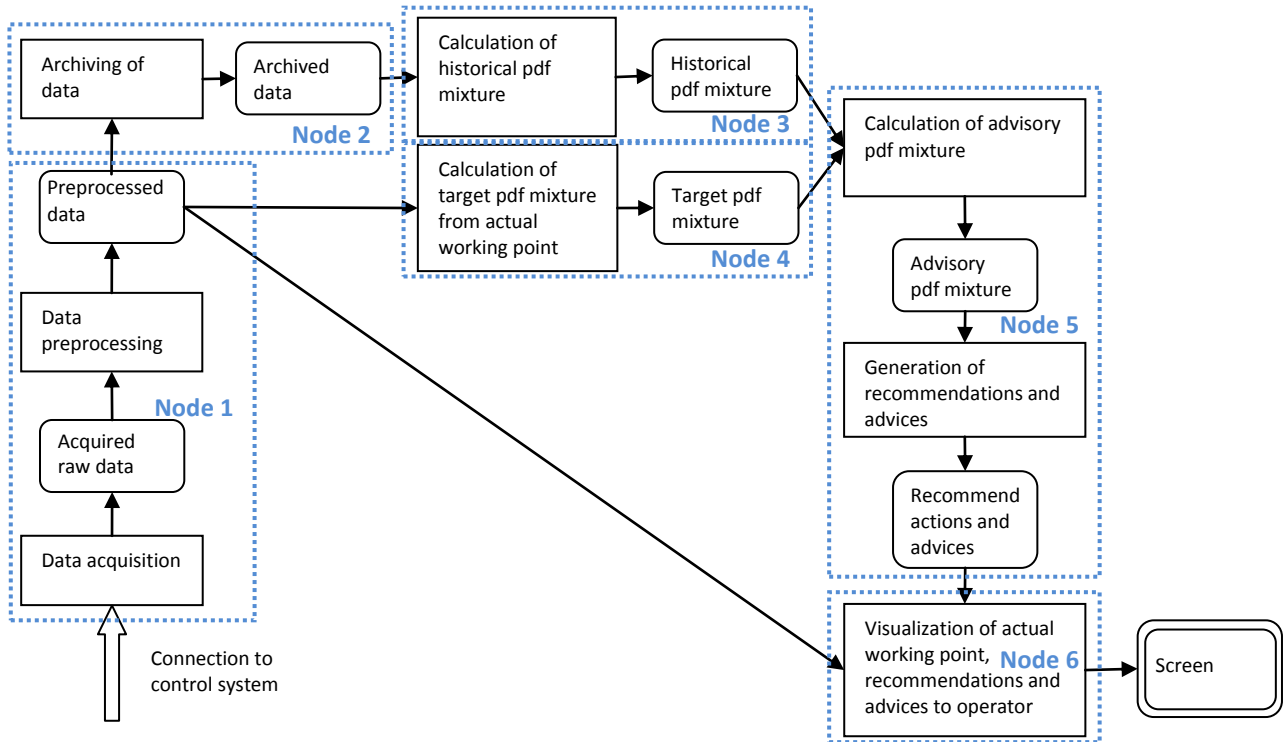 Archiving of
data
Archived
data
Node 2
Calculation of
historical pdf
mixture
Historical
pdf mixture
Node 3
Calculation of
target pdf mixture
from actual
working point
Target pdf
mixture
Node 4
Preprocessed
data
Data
preprocessing
Node 1
Acquired
raw data
Data acquisition
Connection to
control system
Calculation of advisory
pdf mixture
Advisory
pdf mixture
Node 5
Generation of
recommendations and
advices
Recommend
actions and
advices
Visualization of actual
working point,
recommendations and
advices to operator
Node 6
Screen